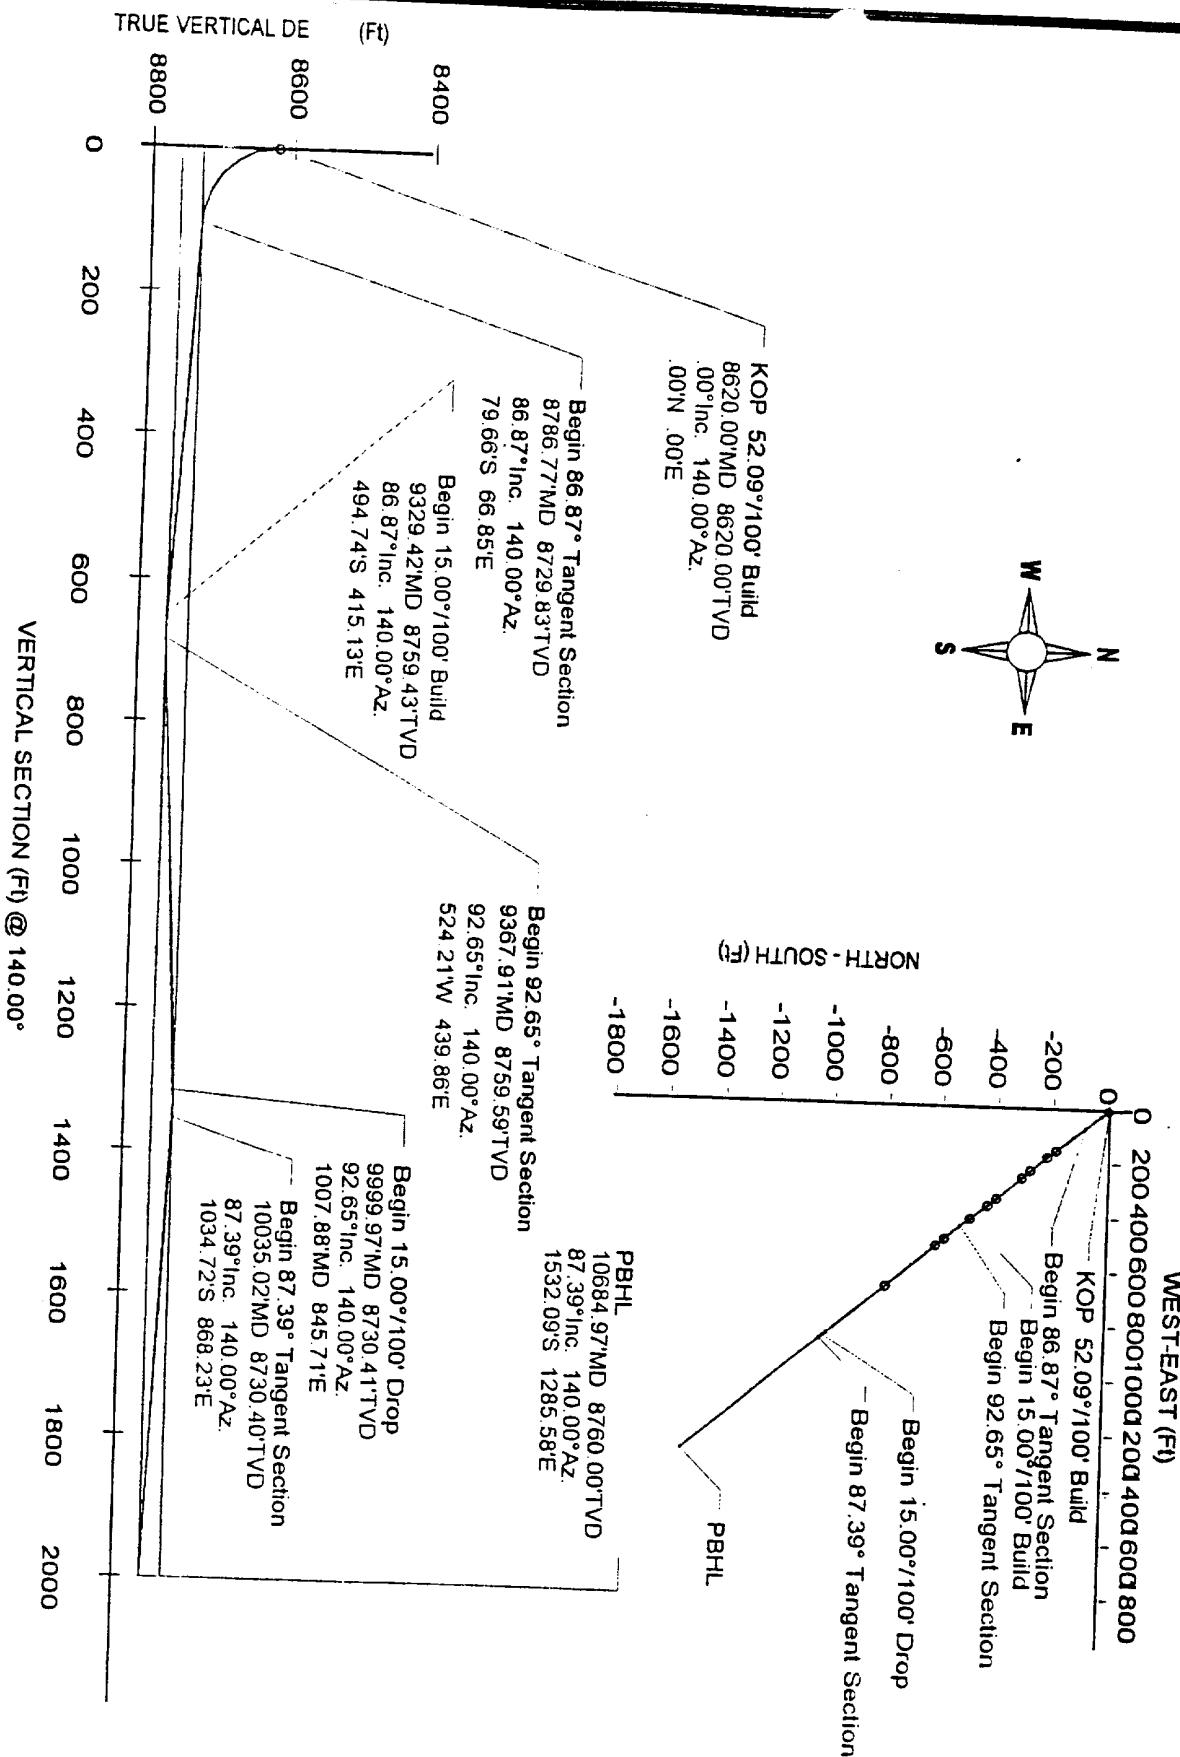 W
N
S
E
WEST-EAST (Ft)
0 200 400 600 800 1000 1200 1400 1600 1800
NORTH - SOUTH (Ft)
0
-200
-400
-600
-800
-1000
-1200
-1400
-1600
-1800
KOP 52.09°/100' Build
Begin 86.87° Tangent Section
Begin 15.00°/100' Build
Begin 92.65° Tangent Section
Begin 15.00°/100' Drop
Begin 87.39° Tangent Section
PBHL
KOP 52.09°/100' Build
8620.00'MD 8620.00'TVD
.00°Inc. 140.00°Az.
.00'N .00'E
Begin 86.87° Tangent Section
8786.77'MD 8729.83'TVD
86.87°Inc. 140.00°Az.
79.66'S 66.85'E
Begin 15.00°/100' Build
9329.42'MD 8759.43'TVD
86.87°Inc. 140.00°Az.
494.74'S 415.13'E
Begin 92.65° Tangent Section
9367.91'MD 8759.59'TVD
92.65°Inc. 140.00°Az.
524.21'W 439.86'E
Begin 15.00°/100' Drop
9999.97'MD 8730.41'TVD
92.65°Inc. 140.00°Az.
1007.88'MD 845.71'E
Begin 87.39° Tangent Section
10035.02'MD 8730.40'TVD
87.39°Inc. 140.00°Az.
1034.72'S 868.23'E
PBHL
10684.97'MD 8760.00'TVD
87.39°Inc. 140.00°Az.
1532.09'S 1285.58'E
TRUE VERTICAL DE (Ft)
8400
8600
8800
0 200 400 600 800 1000 1200 1400 1600 1800 2000
VERTICAL SECTION (Ft) @ 140.00°